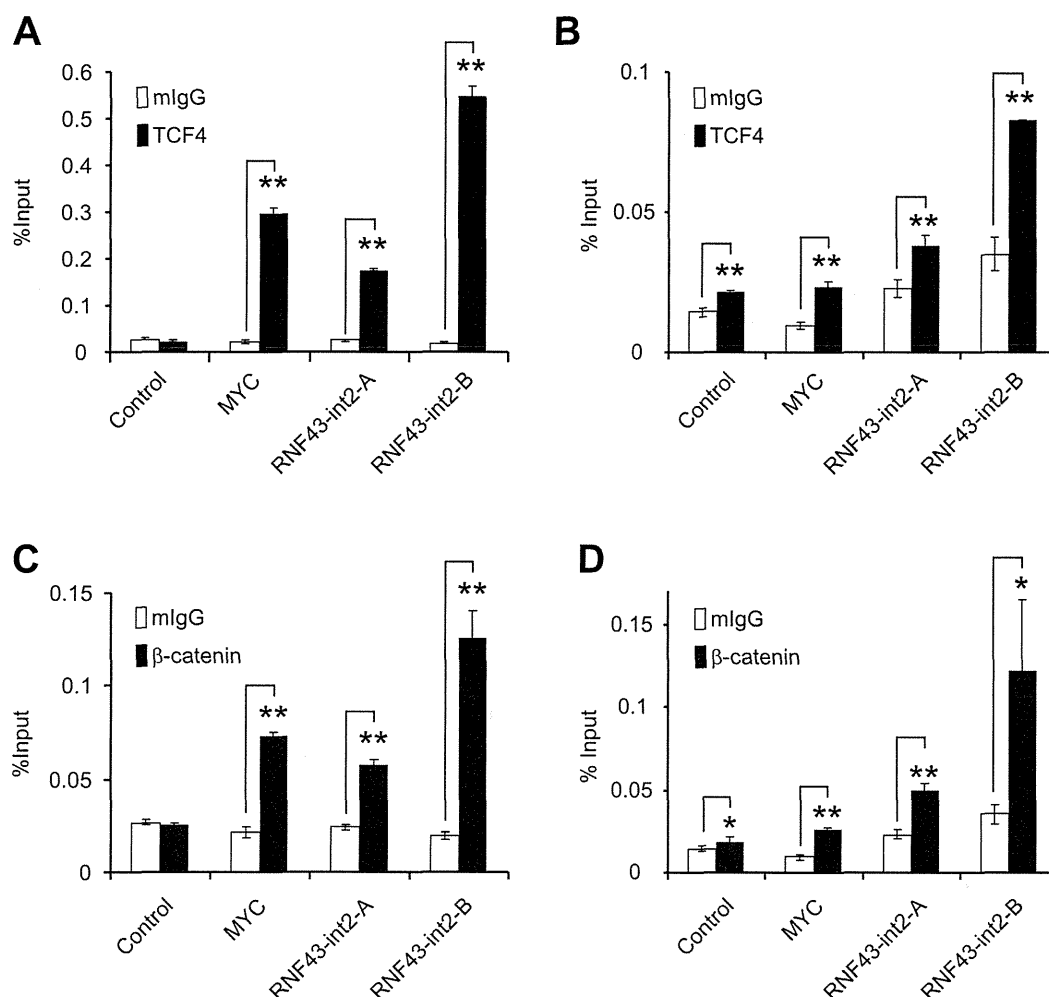 A
%Input
0.6
0.5
0.4
0.3
0.2
0.1
0
mIgG
TCF4
**
**
**
Control
MYC
RNF43-int2-A
RNF43-int2-B
B
% Input
0.1
0.05
0
mIgG
TCF4
**
**
**
**
Control
MYC
RNF43-int2-A
RNF43-int2-B
C
%Input
0.15
0.1
0.05
0
mIgG
β-catenin
**
**
**
Control
MYC
RNF43-int2-A
RNF43-int2-B
D
% Input
0.15
0.1
0.05
0
mIgG
β-catenin
*
**
**
*
Control
MYC
RNF43-int2-A
RNF43-int2-B